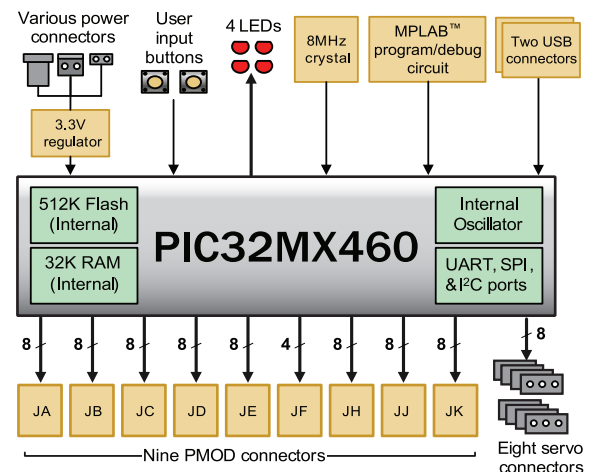 Various power
connectors
User
input
buttons
4 LEDs
8MHz
crystal
MPLAB™
program/debug
circuit
Two USB
connectors
3.3V
regulator
512K Flash
(Internal)
32K RAM
(Internal)
PIC32MX460
Internal
Oscillator
UART, SPI,
& I²C ports
8
8
8
8
8
4
8
8
8
8
JA
JB
JC
JD
JE
JF
JH
JJ
JK
Nine PMOD connectors
Eight servo
connectors